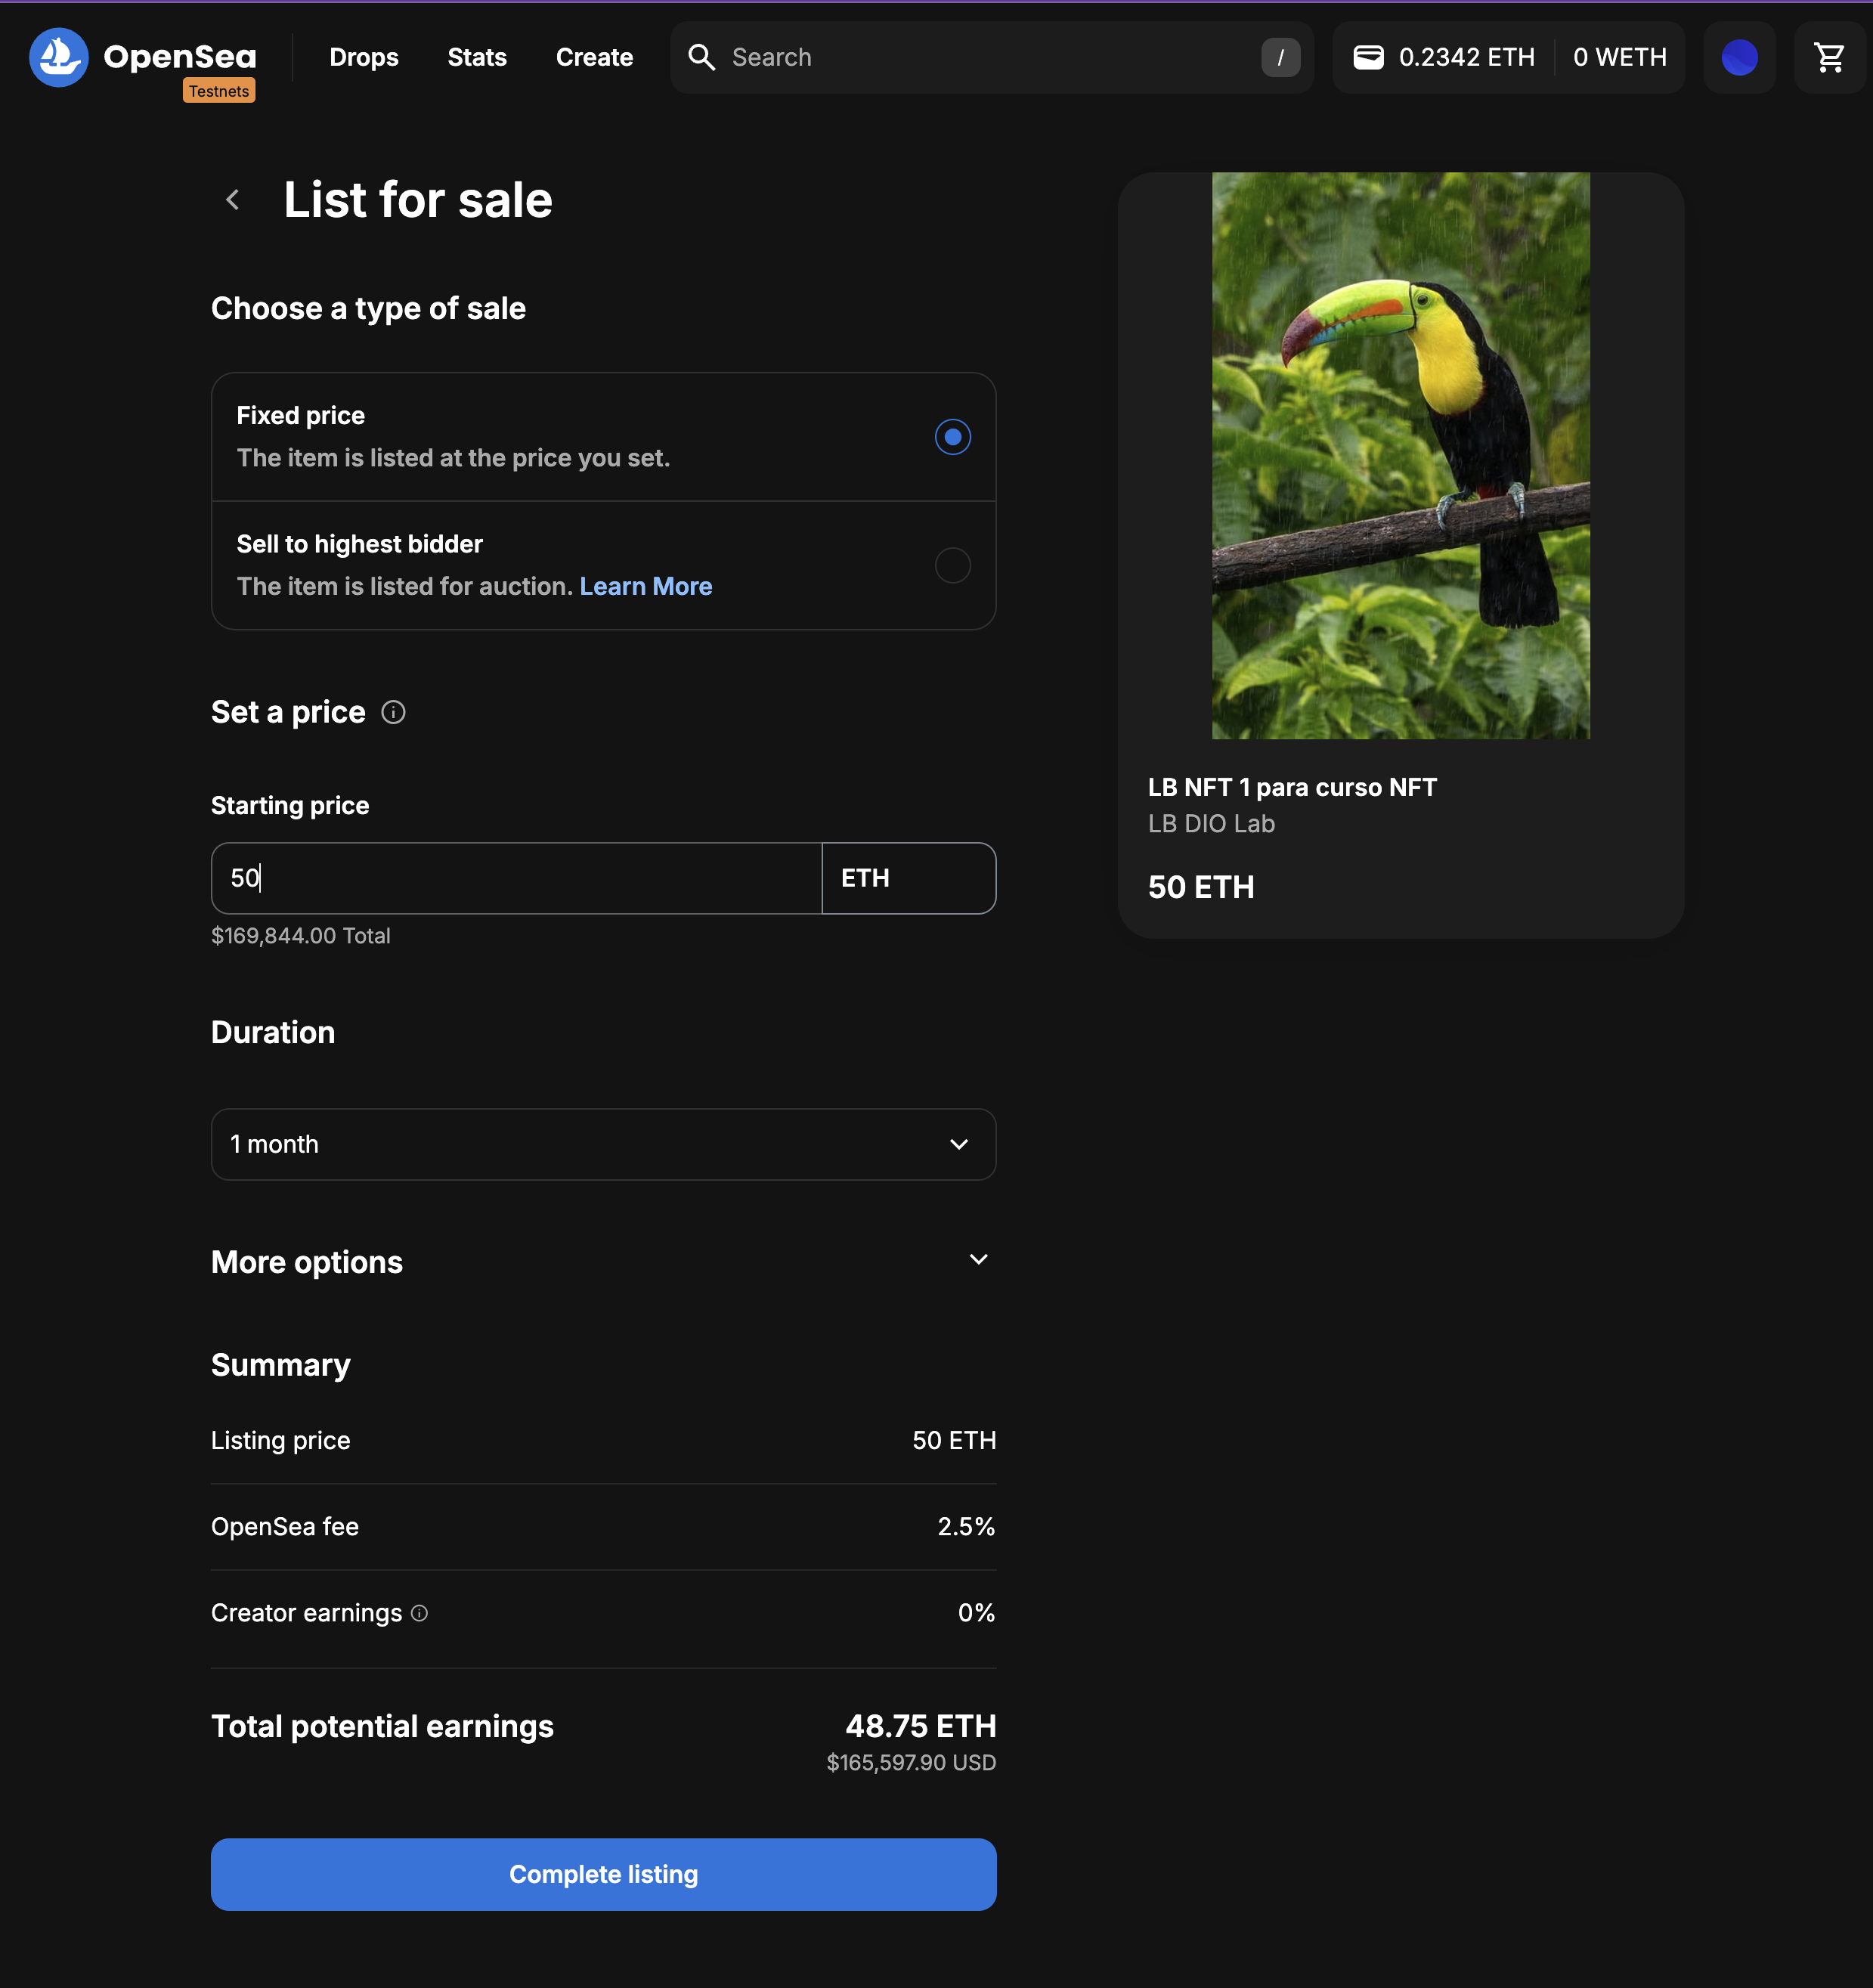 OpenSea
Testnets
Drops
Stats
Create
Search
/
0.2342 ETH
0 WETH
List for sale
Choose a type of sale
Fixed price
The item is listed at the price you set.
Sell to highest bidder
The item is listed for auction. Learn More
Set a price
Starting price
50
ETH
$169,844.00 Total
Duration
1 month
More options
Summary
Listing price
50 ETH
OpenSea fee
2.5%
Creator earnings
0%
Total potential earnings
48.75 ETH
$165,597.90 USD
Complete listing
LB NFT 1 para curso NFT
LB DIO Lab
50 ETH